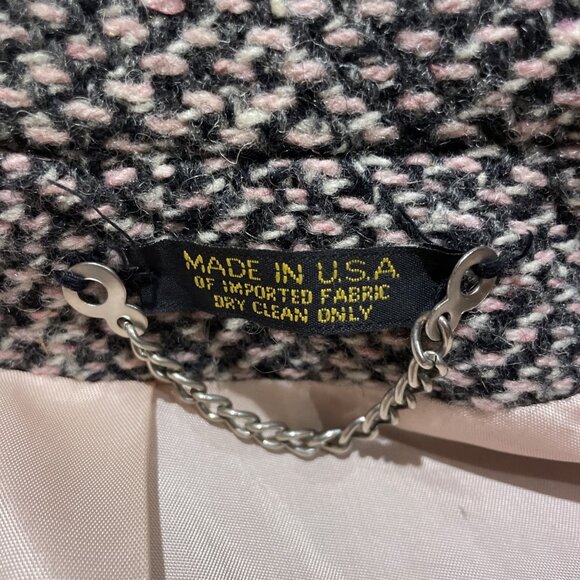 MADE IN U.S.A.
OF IMPORTED FABRIC
DRY CLEAN ONLY